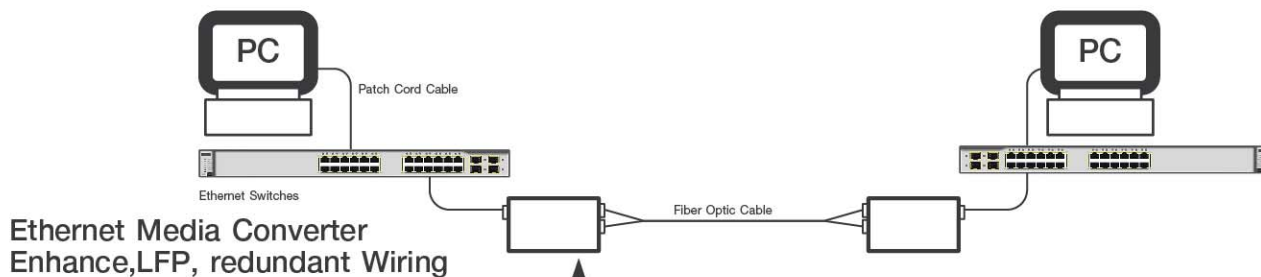 PC
PC
Patch Cord Cable
Ethernet Switches
Fiber Optic Cable
Ethernet Media Converter
Enhance,LFP, redundant Wiring